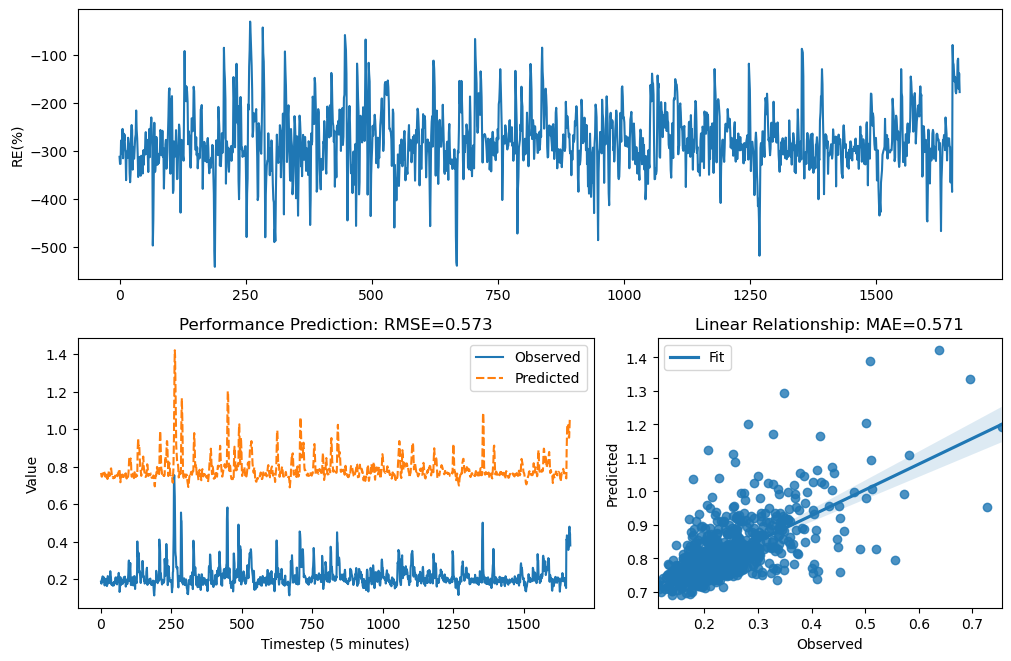 RE(%)
−100
−200
−300
−400
−500
0 250 500 750 1000 1250 1500
Performance Prediction: RMSE=0.573
Value
1.4
1.2
1.0
0.8
0.6
0.4
0.2
Observed
Predicted
0 250 500 750 1000 1250 1500
Timestep (5 minutes)
Linear Relationship: MAE=0.571
Predicted
1.4
1.3
1.2
1.1
1.0
0.9
0.8
0.7
Fit
0.2 0.3 0.4 0.5 0.6 0.7
Observed